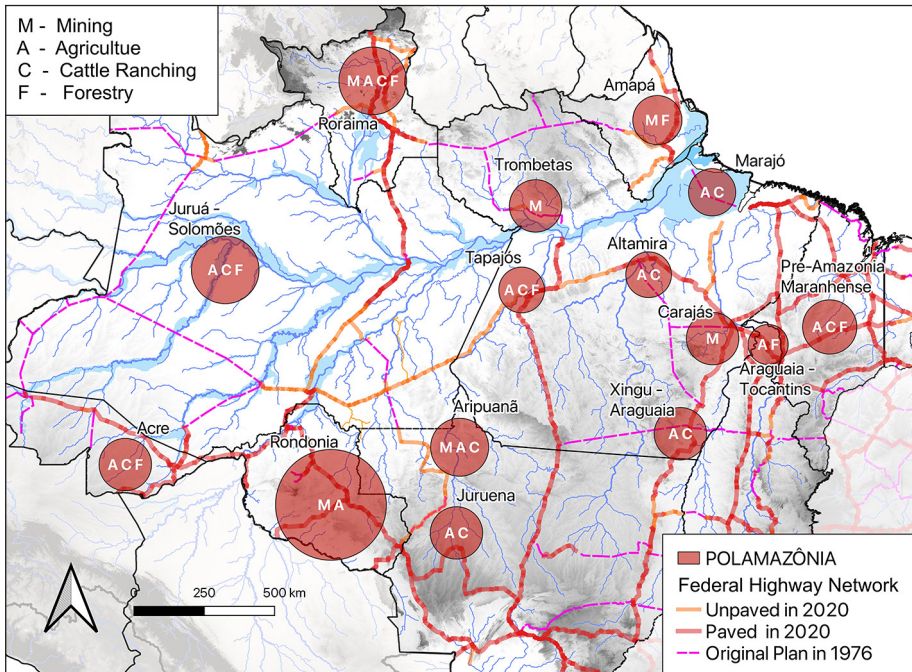 M - Mining
A - Agricultue
C - Cattle Ranching
F - Forestry
M A C F
Roraima
Amapá
M F
Trombetas
M
Marajó
A C
Juruá -
Solomões
A C F
Tapajós
A C F
Altamira
A C
Pre-Amazonia
Maranhense
A C F
Carajás
M
A F
Araguaia -
Tocantins
Xingu -
Araguaia
A C
Aripuanã
M A C
Acre
A C F
Rondonia
M A
Juruena
A C
250
500 km
POLAMAZÔNIA
Federal Highway Network
Unpaved in 2020
Paved in 2020
Original Plan in 1976